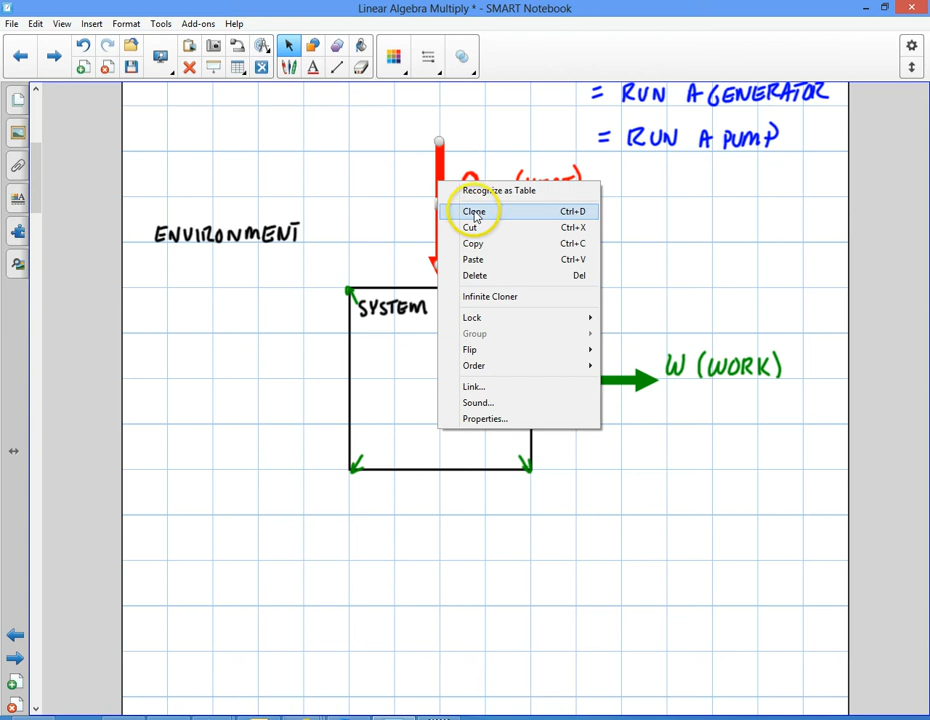 Linear Algebra Multiply * - SMART Notebook
File Edit View Insert Format Tools Add-ons Help
= RUN A GENERATOR
= RUN A PUMP
Recognize as Table
Clone Ctrl+D
Cut Ctrl+X
Copy Ctrl+C
Paste Ctrl+V
Delete Del
Infinite Cloner
Lock
Group
Flip
Order
Link...
Sound...
Properties...
ENVIRONMENT
SYSTEM
W (WORK)